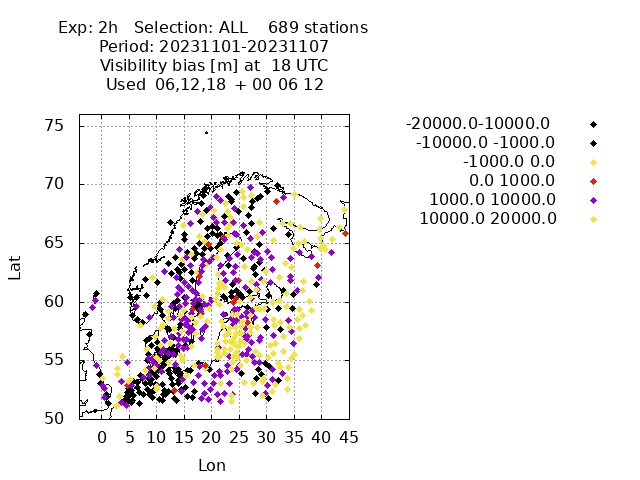 Exp: 2h   Selection: ALL    689 stations
Period: 20231101-20231107
Visibility bias [m] at  18 UTC
Used  06,12,18  + 00 06 12
-20000.0-10000.0
-10000.0 -1000.0
-1000.0 0.0
0.0 1000.0
1000.0 10000.0
10000.0 20000.0
75
70
65
60
55
50
Lat
0 5 10 15 20 25 30 35 40 45
Lon